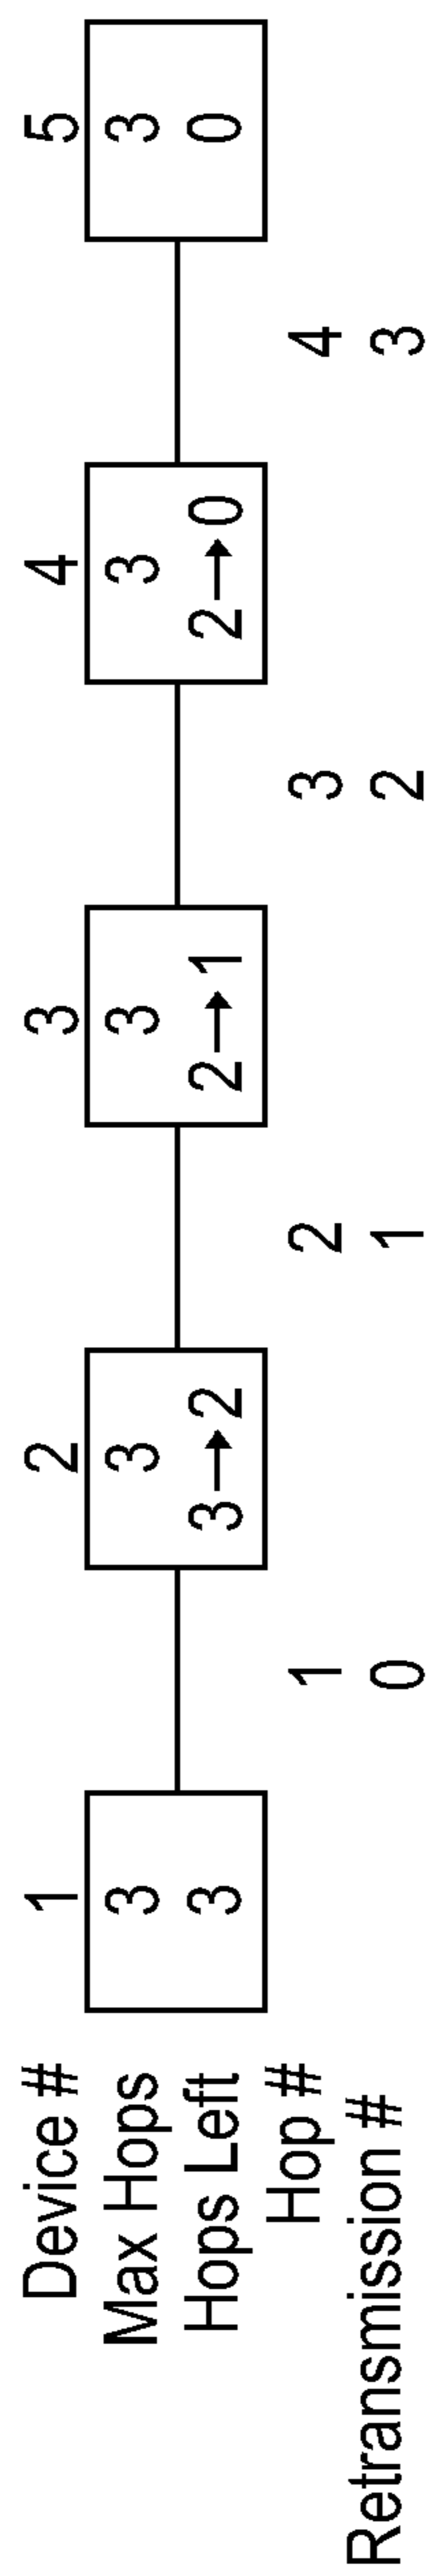 Device # 1 2 3 4 5
Max Hops 3 3 3 3 3
Hops Left 3 3→2 2→1 2→0 0
Hop # 1 2 3 4
Retransmission # 0 1 2 3